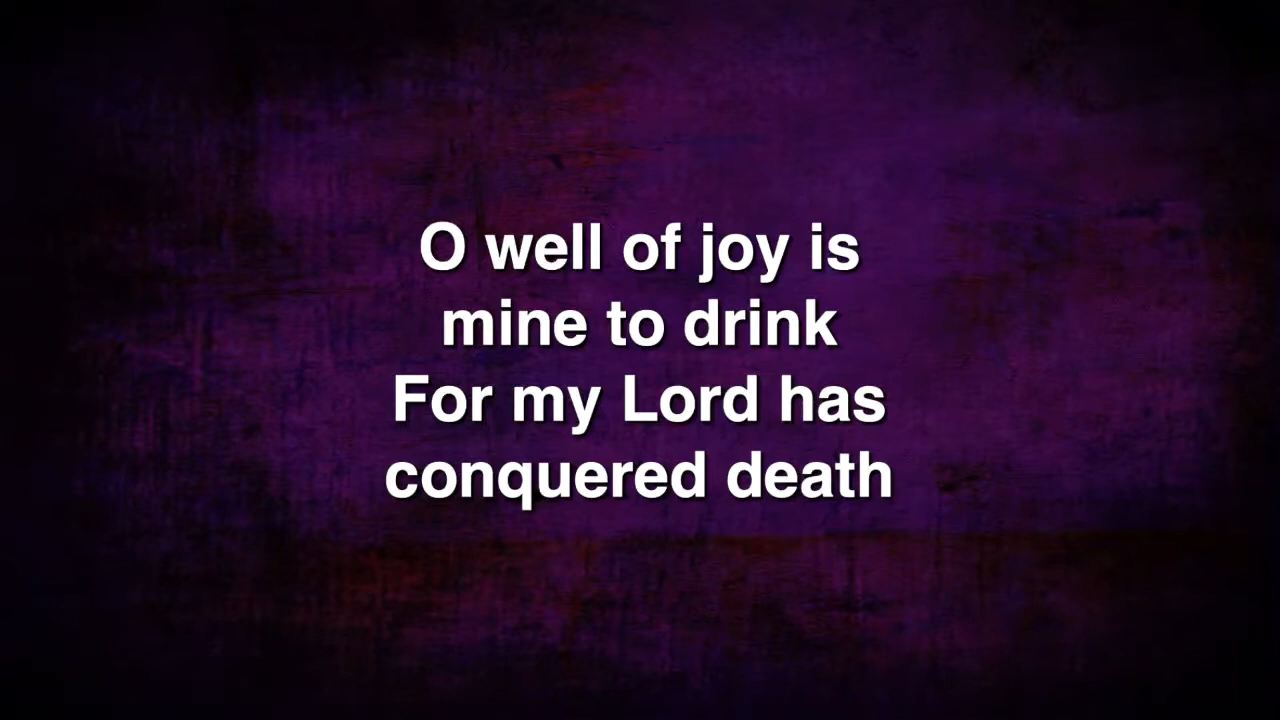 O well of joy is
mine to drink
For my Lord has
conquered death